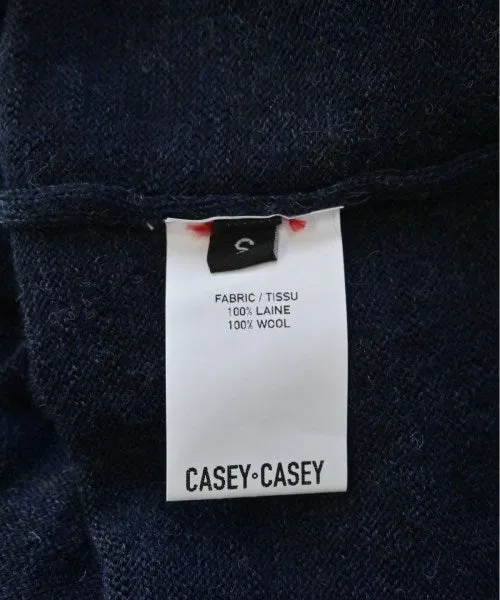 S
FABRIC / TISSU
100% LAINE
100% WOOL
CASEY◦CASEY